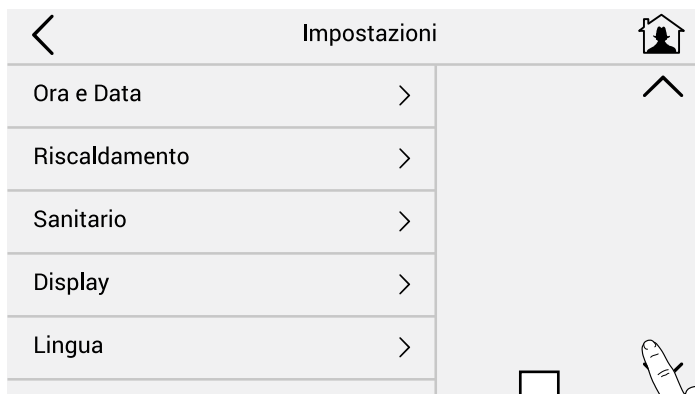 Impostazioni
Ora e Data
Riscaldamento
Sanitario
Display
Lingua